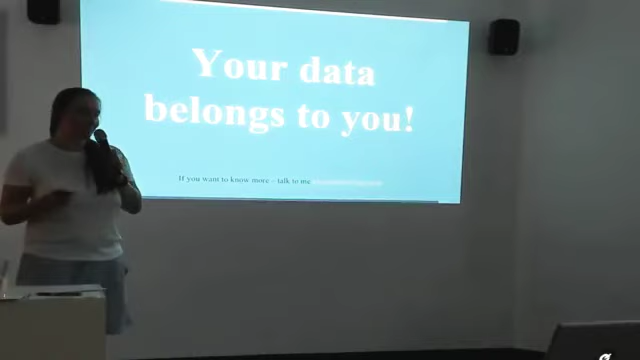 Your data
belongs to you!
If you want to know more – talk to me